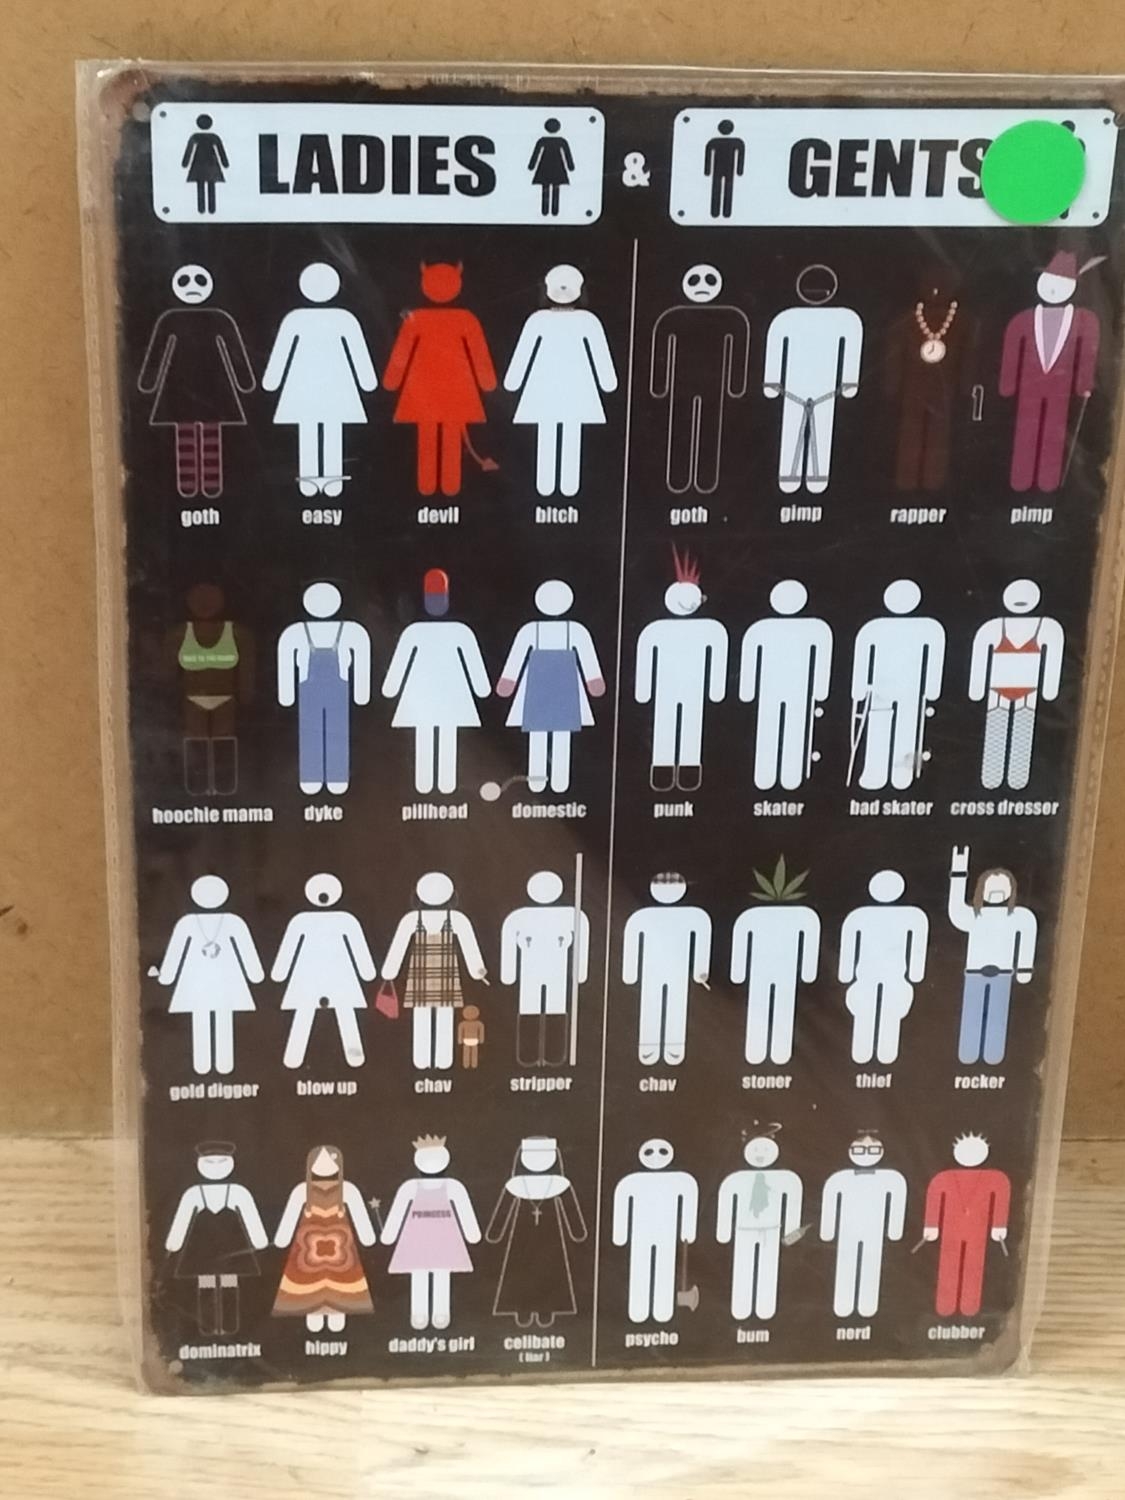 LADIES & GENTS
goth easy devil bitch goth gimp rapper pimp
hoochie mama dyke pillhead domestic punk skater bad skater cross dresser
gold digger blow up chav stripper chav stoner thief rocker
PRINCESS
dominatrix hippy daddy's girl celibate psycho bum nerd clubber
(liar)